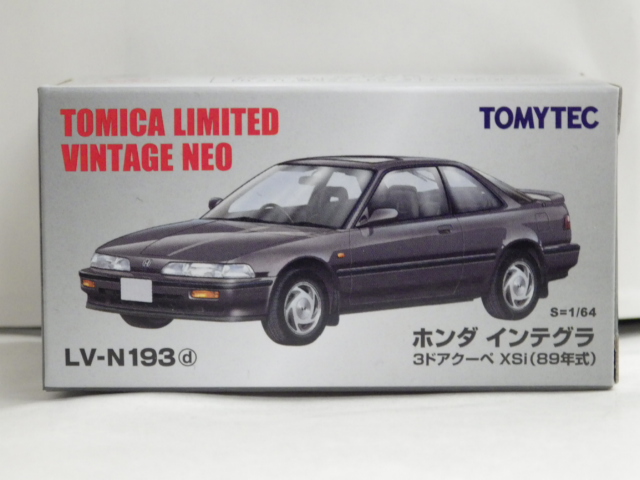 TOMICA LIMITED
VINTAGE NEO
TOMYTEC
S=1/64
LV-N193ⓓ
ホンダ インテグラ
3ドアクーペ XSi(89年式)